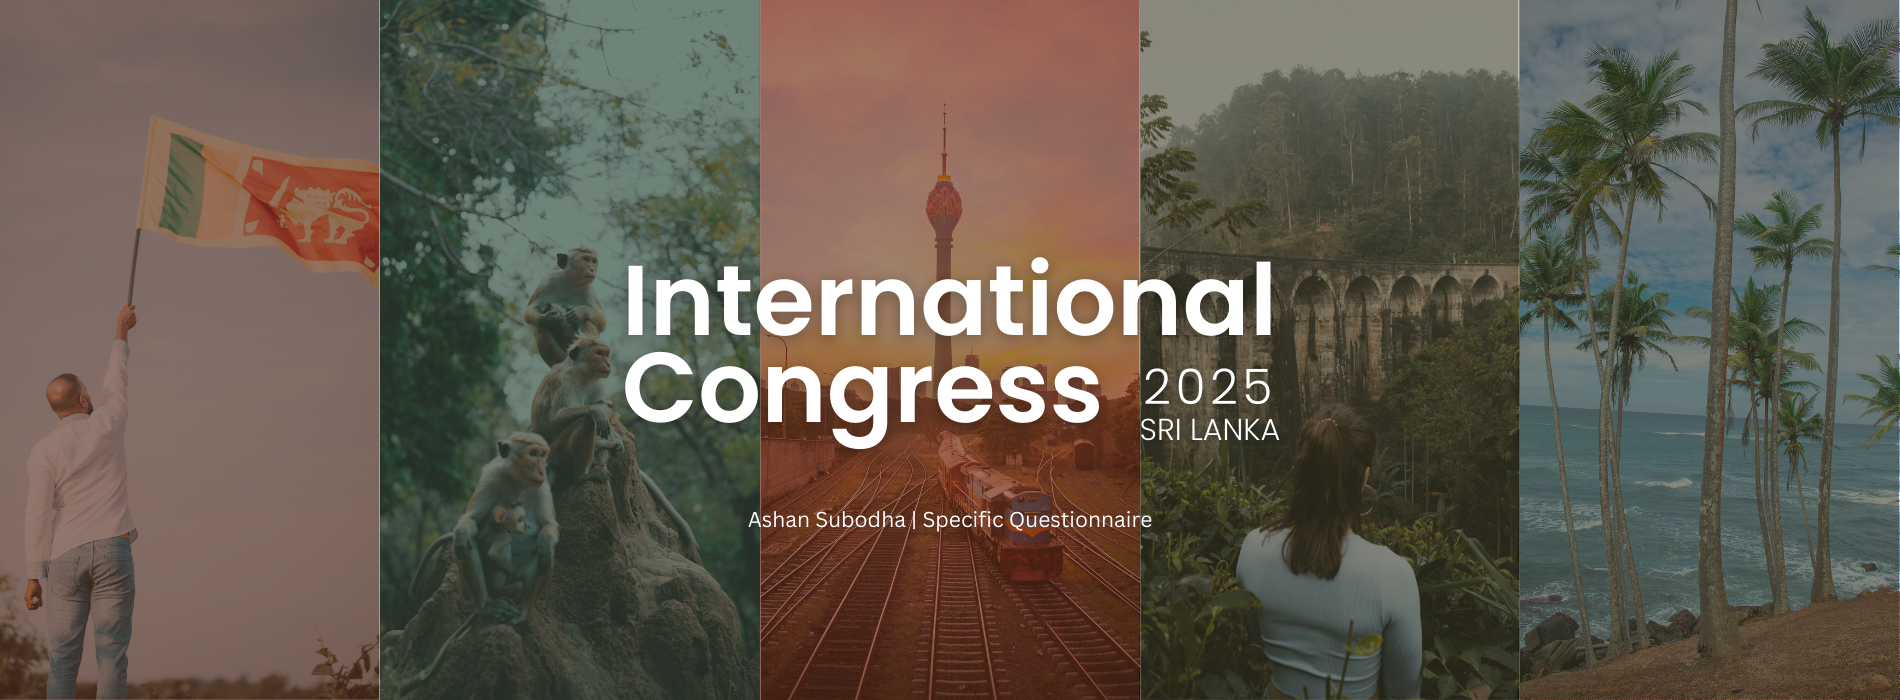 International
Congress
2025
SRI LANKA
Ashan Subodha | Specific Questionnaire